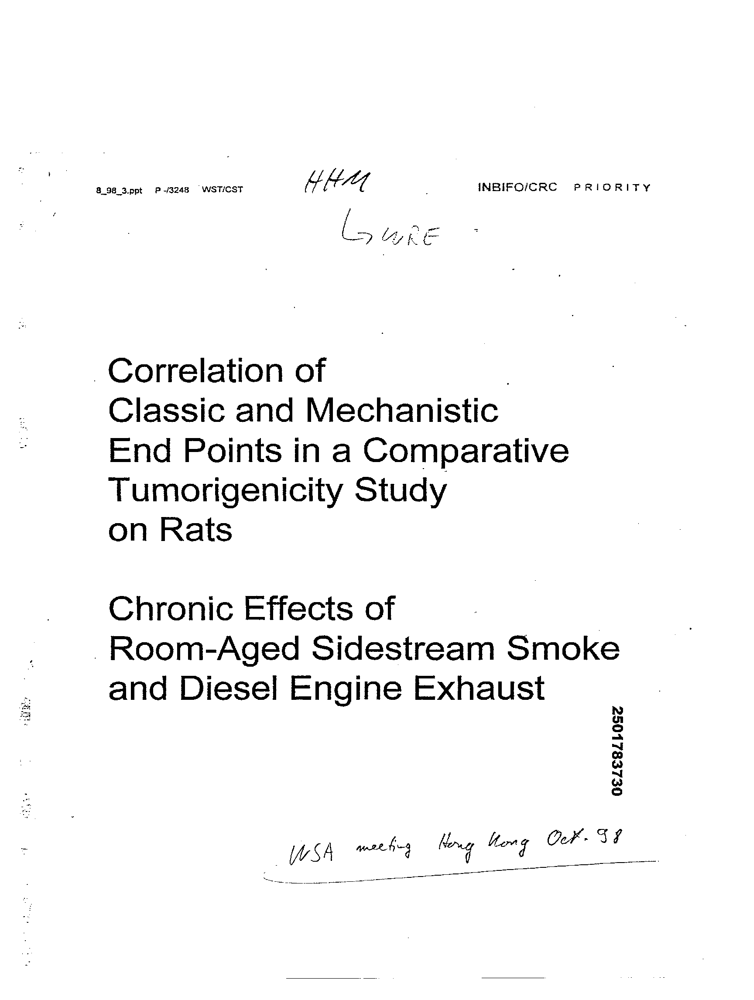 8_98_3.ppt P-/3248 WST/CST
HHM
INBIFO/CRC PRIORITY
↳ WRE
Correlation of
Classic and Mechanistic
End Points in a Comparative
Tumorigenicity Study
on Rats
Chronic Effects of
Room-Aged Sidestream Smoke
and Diesel Engine Exhaust
2501783730
WSA meeting Hong Kong Oct. 98